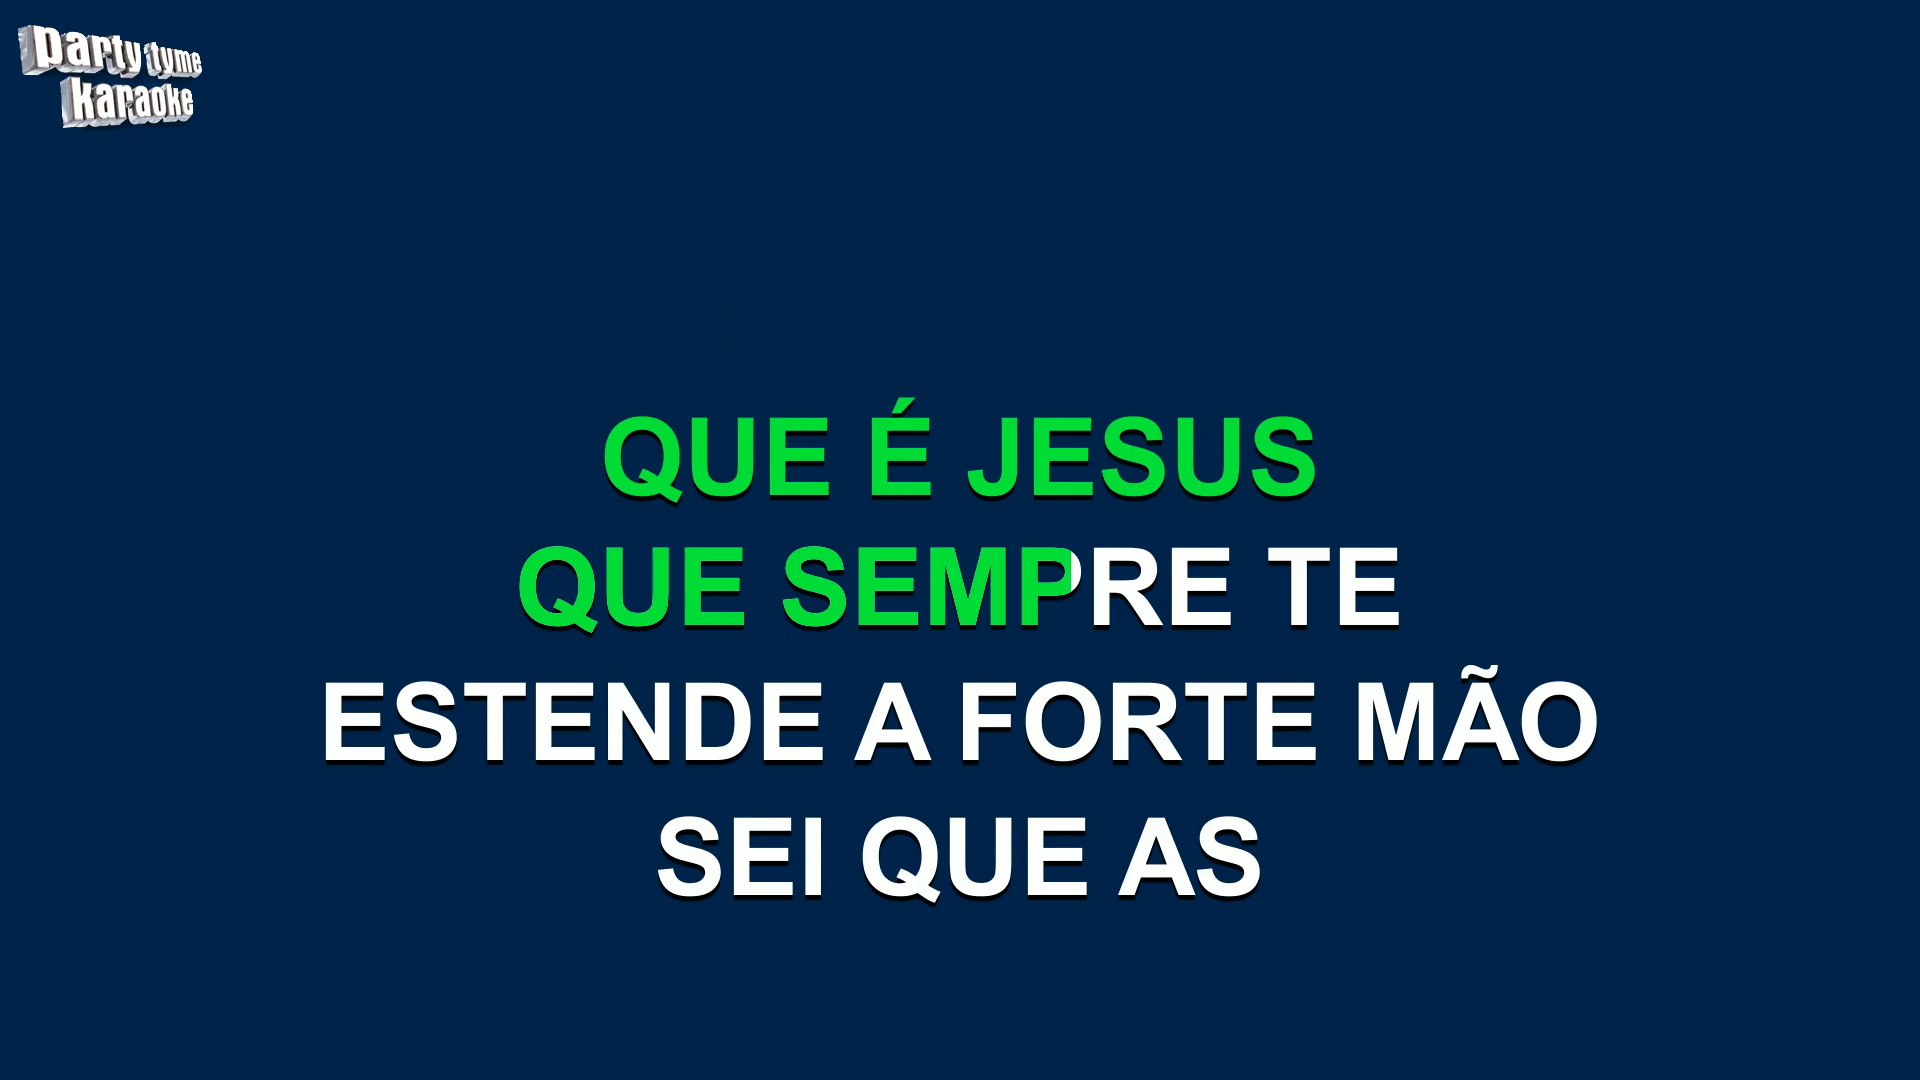 party tyme
karaoke
QUE É JESUS
QUE SEMPRE TE
ESTENDE A FORTE MÃO
SEI QUE AS